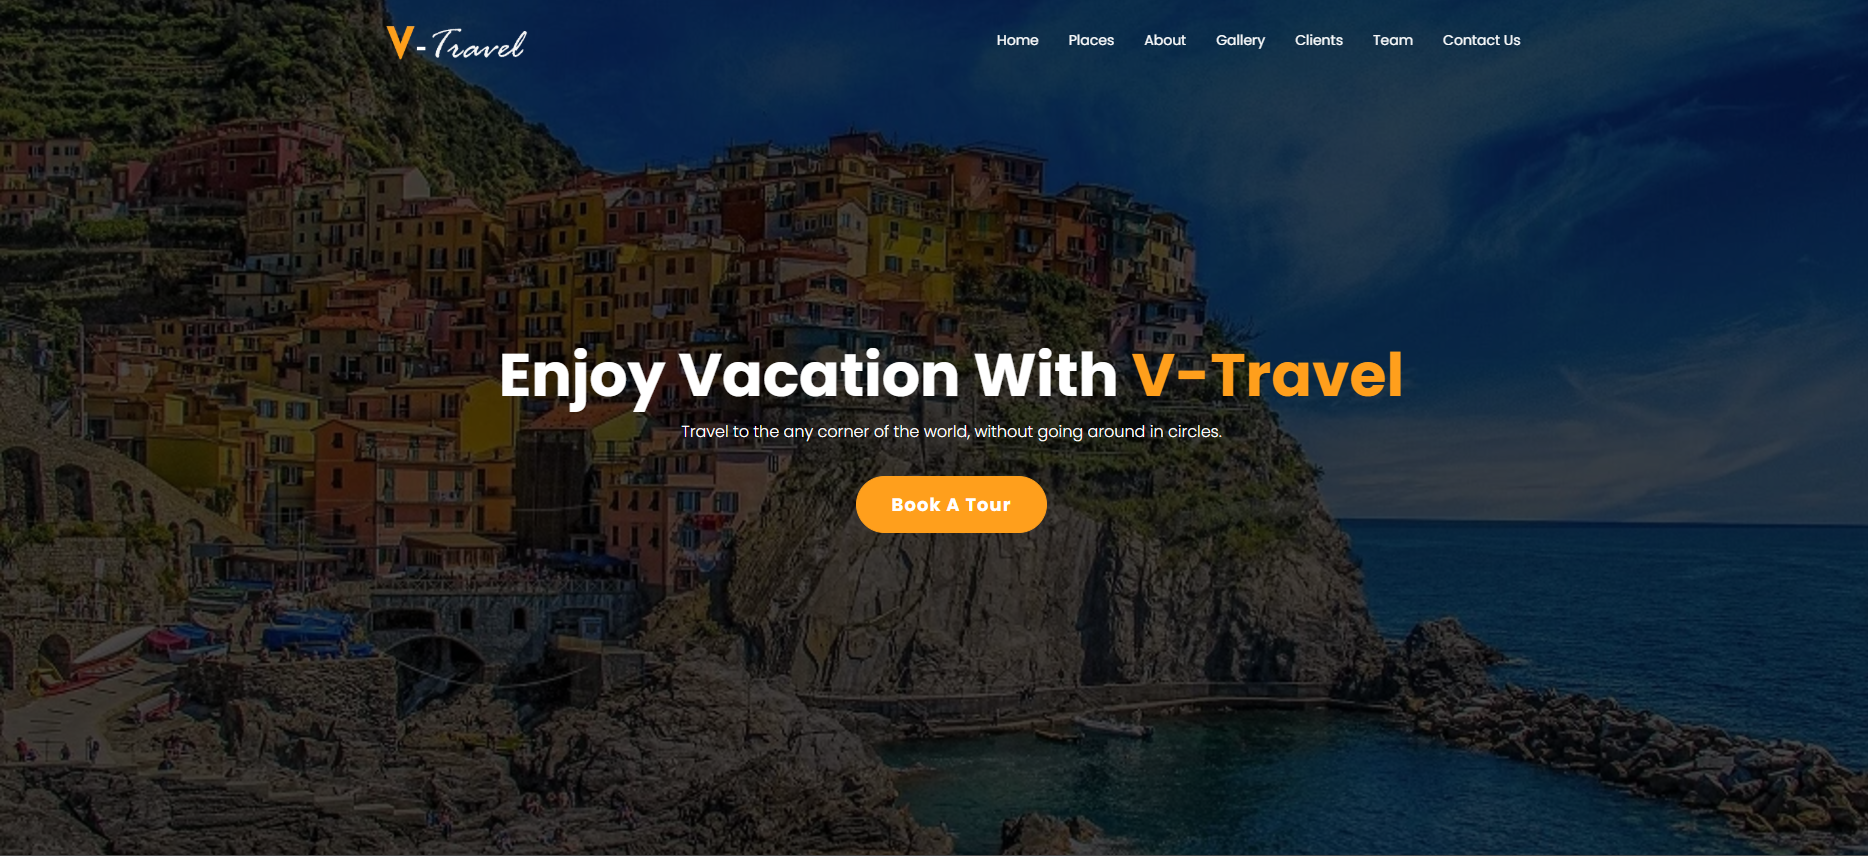 V-Travel
Home Places About Gallery Clients Team Contact Us
Enjoy Vacation With V-Travel
Travel to the any corner of the world, without going around in circles.
Book A Tour